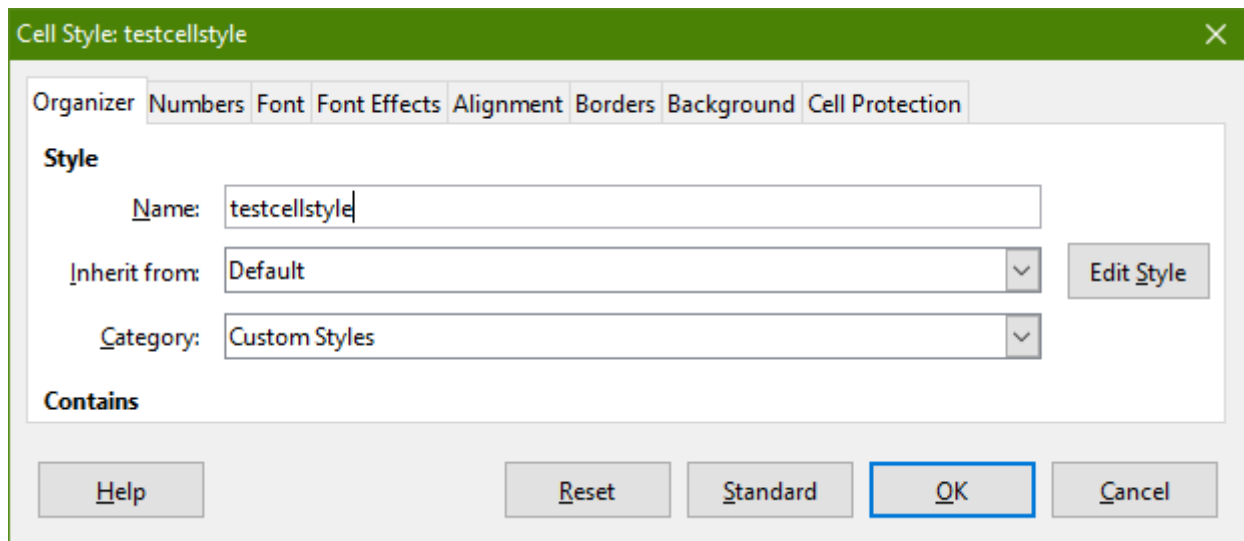 Cell Style: testcellstyle
Organizer Numbers Font Font Effects Alignment Borders Background Cell Protection
Style
Name: testcellstyle
Inherit from: Default Edit Style
Category: Custom Styles
Contains
Help Reset Standard OK Cancel